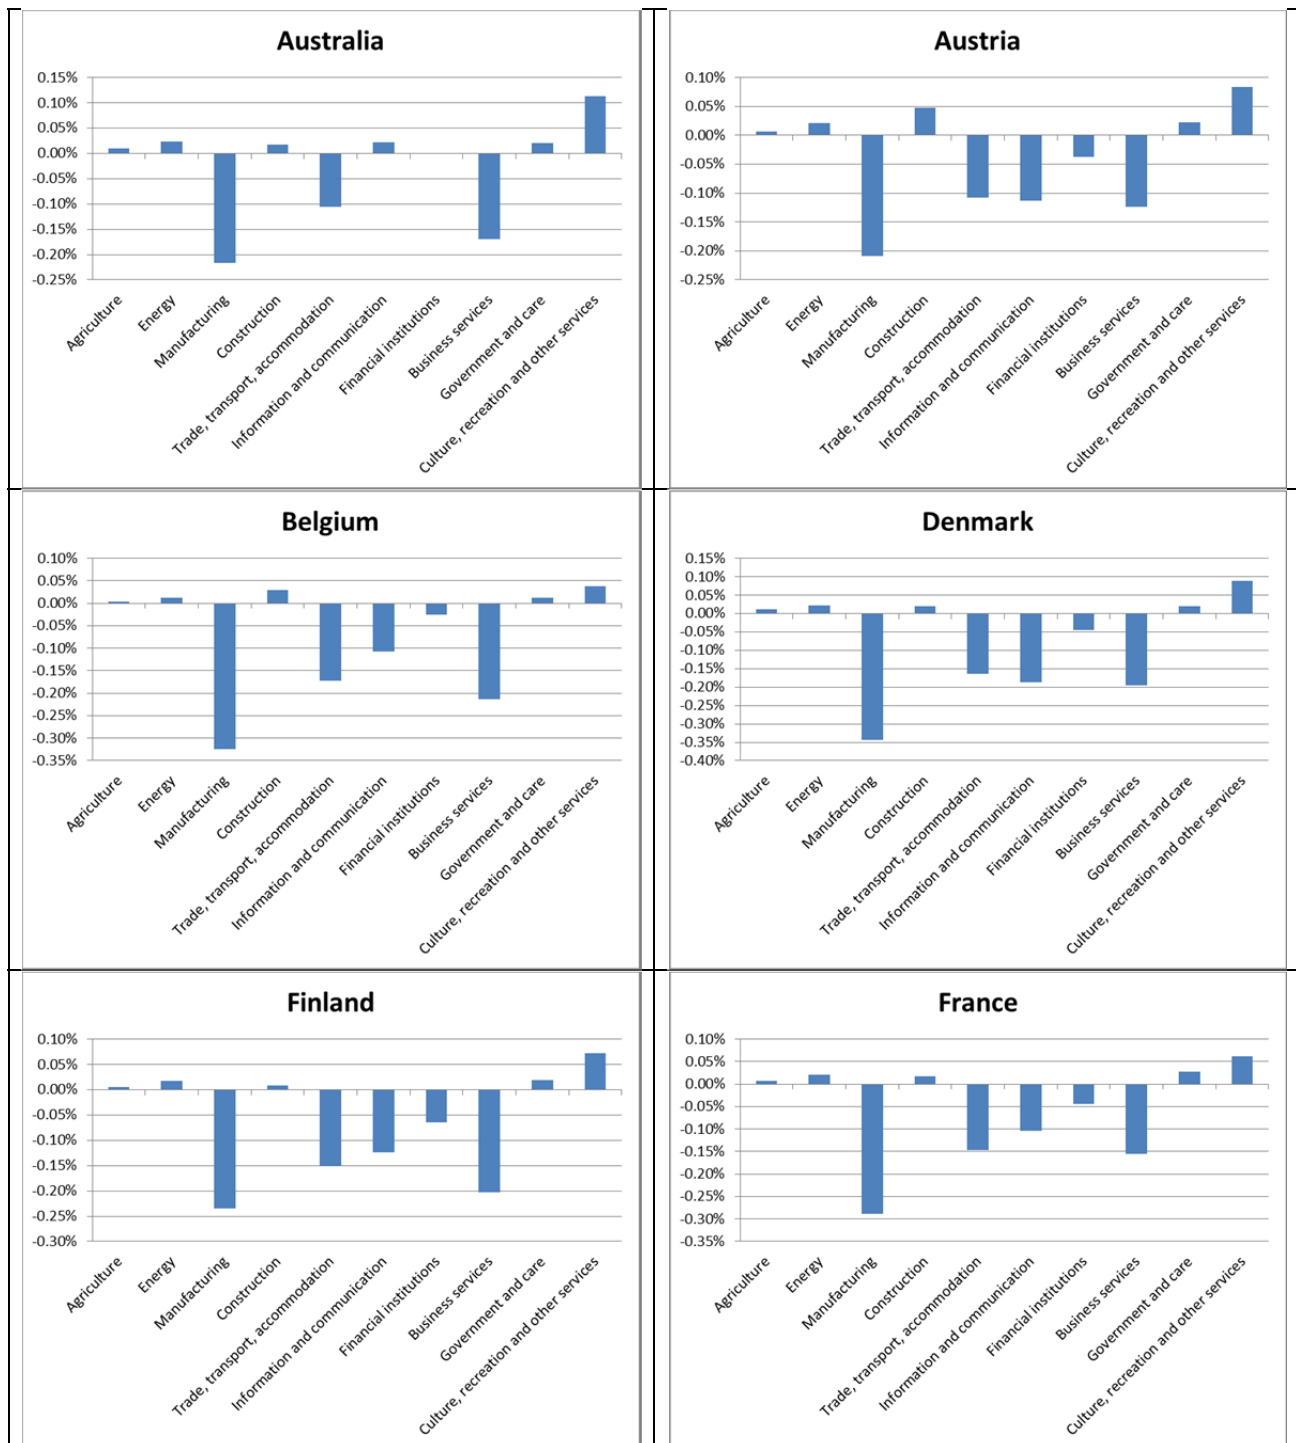 Australia
0.15%
0.10%
0.05%
0.00%
-0.05%
-0.10%
-0.15%
-0.20%
-0.25%
Agriculture
Energy
Manufacturing
Construction
Trade, transport, accomodation
Information and communication
Financial institutions
Business services
Government and care
Culture, recreation and other services
Austria
0.10%
0.05%
0.00%
-0.05%
-0.10%
-0.15%
-0.20%
-0.25%
Agriculture
Energy
Manufacturing
Construction
Trade, transport, accomodation
Information and communication
Financial institutions
Business services
Government and care
Culture, recreation and other services
Belgium
0.10%
0.05%
0.00%
-0.05%
-0.10%
-0.15%
-0.20%
-0.25%
-0.30%
-0.35%
Agriculture
Energy
Manufacturing
Construction
Trade, transport, accomodation
Information and communication
Financial institutions
Business services
Government and care
Culture, recreation and other services
Denmark
0.15%
0.10%
0.05%
0.00%
-0.05%
-0.10%
-0.15%
-0.20%
-0.25%
-0.30%
-0.35%
-0.40%
Agriculture
Energy
Manufacturing
Construction
Trade, transport, accomodation
Information and communication
Financial institutions
Business services
Government and care
Culture, recreation and other services
Finland
0.10%
0.05%
0.00%
-0.05%
-0.10%
-0.15%
-0.20%
-0.25%
-0.30%
Agriculture
Energy
Manufacturing
Construction
Trade, transport, accomodation
Information and communication
Financial institutions
Business services
Government and care
Culture, recreation and other services
France
0.10%
0.05%
0.00%
-0.05%
-0.10%
-0.15%
-0.20%
-0.25%
-0.30%
-0.35%
Agriculture
Energy
Manufacturing
Construction
Trade, transport, accomodation
Information and communication
Financial institutions
Business services
Government and care
Culture, recreation and other services